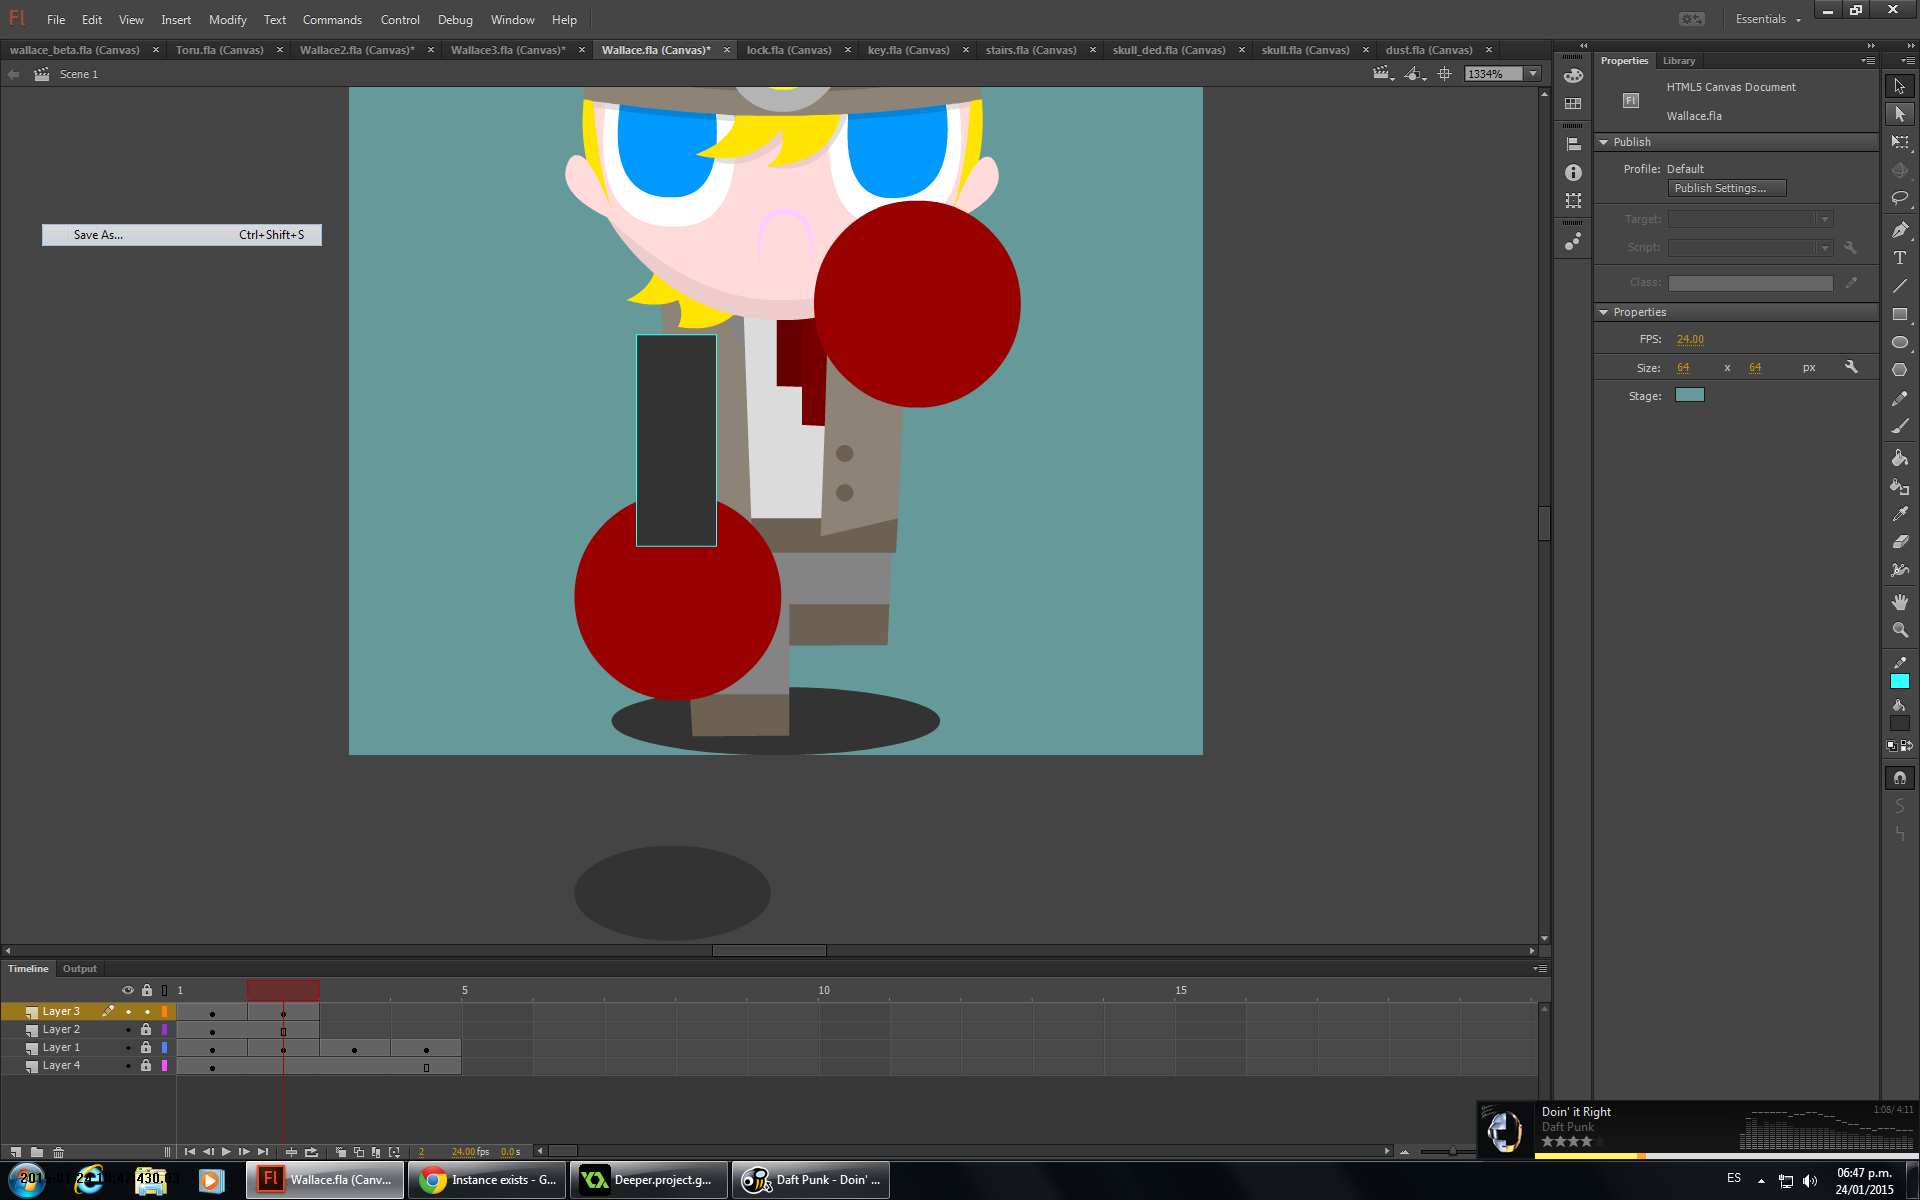 Fl File Edit View Insert Modify Text Commands Control Debug Window Help Essentials
wallace_beta.fla (Canvas) Toru.fla (Canvas) Wallace2.fla (Canvas)* Wallace3.fla (Canvas)* Wallace.fla (Canvas)* lock.fla (Canvas) key.fla (Canvas) stairs.fla (Canvas) skull_ded.fla (Canvas) skull.fla (Canvas) dust.fla (Canvas)
Scene 1 1334%
Save As... Ctrl+Shift+S
Properties Library
HTML5 Canvas Document
Fl
Wallace.fla
Publish
Profile: Default
Publish Settings...
Target:
Script:
Class:
Properties
FPS: 24.00
Size: 64 x 64 px
Stage:
Timeline Output
1 5 10 15
Layer 3
Layer 2
Layer 1
Layer 4
2 24.00 fps 0.0 s
Doin' it Right 1:08/ 4:11
Daft Punk
Wallace.fla (Canv...
Instance exists - G...
Deeper.project.g...
Daft Punk - Doin' ...
ES
06:47 p.m.
24/01/2015